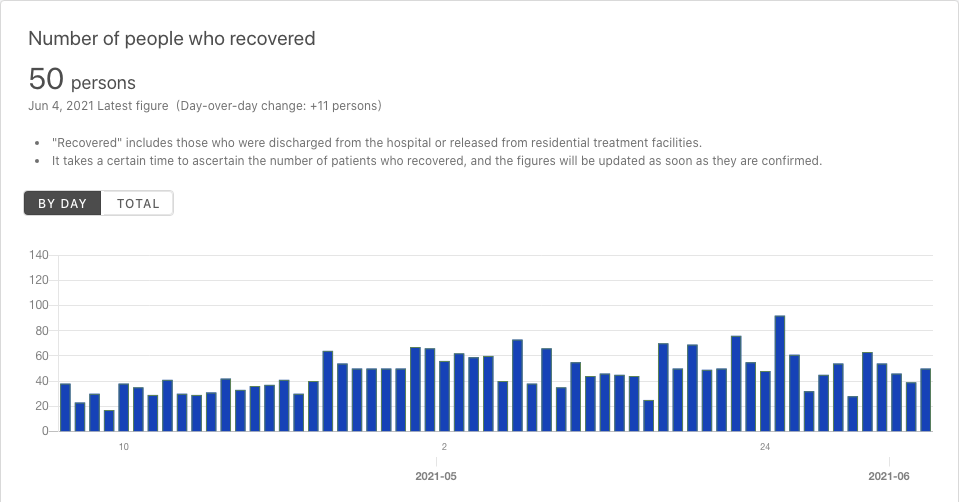 Number of people who recovered
50 persons
Jun 4, 2021 Latest figure (Day-over-day change: +11 persons)
• "Recovered" includes those who were discharged from the hospital or released from residential treatment facilities.
• It takes a certain time to ascertain the number of patients who recovered, and the figures will be updated as soon as they are confirmed.
BY DAY TOTAL
140
120
100
80
60
40
20
0
10 2 24
2021-05 2021-06